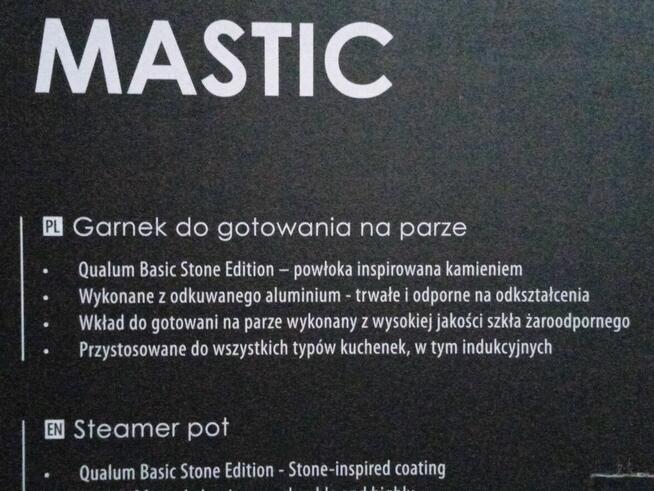 MASTIC
PL Garnek do gotowania na parze
• Qualum Basic Stone Edition – powłoka inspirowana kamieniem
• Wykonane z odkuwanego aluminium - trwałe i odporne na odkształcenia
• Wkład do gotowani na parze wykonany z wysokiej jakości szkła żaroodpornego
• Przystosowane do wszystkich typów kuchenek, w tym indukcyjnych
EN Steamer pot
• Qualum Basic Stone Edition - Stone-inspired coating